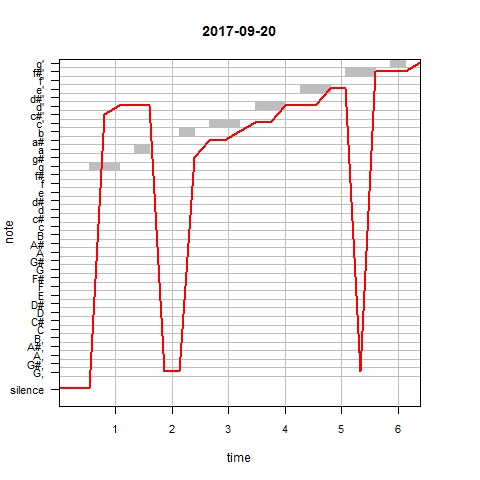 2017-09-20
note
g'
f#'
f'
e'
d#'
d'
c#'
c'
b
a#
a
g#
g
f#
f
e
d#
d
c#
c
B
A#
A
G#
G
F#
F
E
D#
D
C#
C
B,
A#,
A,
G#,
G,
silence
1 2 3 4 5 6
time